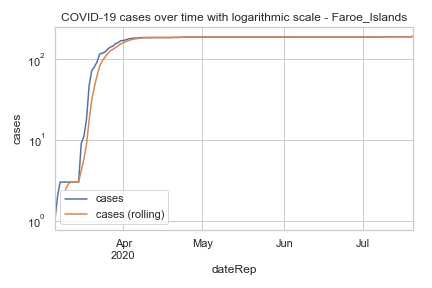 COVID-19 cases over time with logarithmic scale - Faroe_Islands
cases
10²
10¹
10⁰
cases
cases (rolling)
Apr
2020
May
Jun
Jul
dateRep